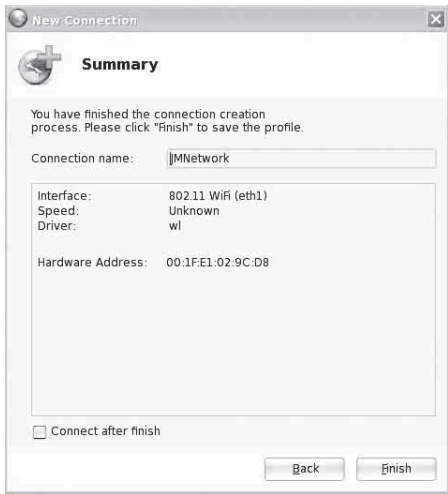 New Connection
Summary
You have finished the connection creation
process. Please click "Finish" to save the profile.
Connection name: JMNetwork
Interface: 802.11 WiFi (eth1)
Speed: Unknown
Driver: wl
Hardware Address: 00:1F:E1:02:9C:D8
Connect after finish
Back Finish